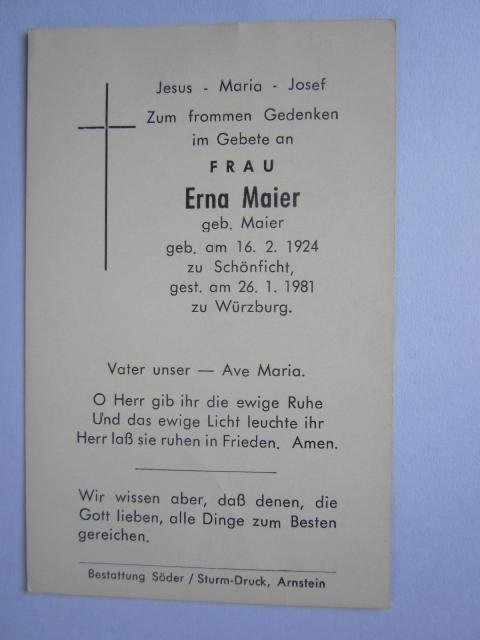 Jesus - Maria - Josef
Zum frommen Gedenken
im Gebete an
FRAU
Erna Maier
geb. Maier
geb. am 16. 2. 1924
zu Schönficht,
gest. am 26. 1. 1981
zu Würzburg.
Vater unser — Ave Maria.
O Herr gib ihr die ewige Ruhe
Und das ewige Licht leuchte ihr
Herr laß sie ruhen in Frieden. Amen.
Wir wissen aber, daß denen, die
Gott lieben, alle Dinge zum Besten
gereichen.
Bestattung Söder / Sturm-Druck, Arnstein